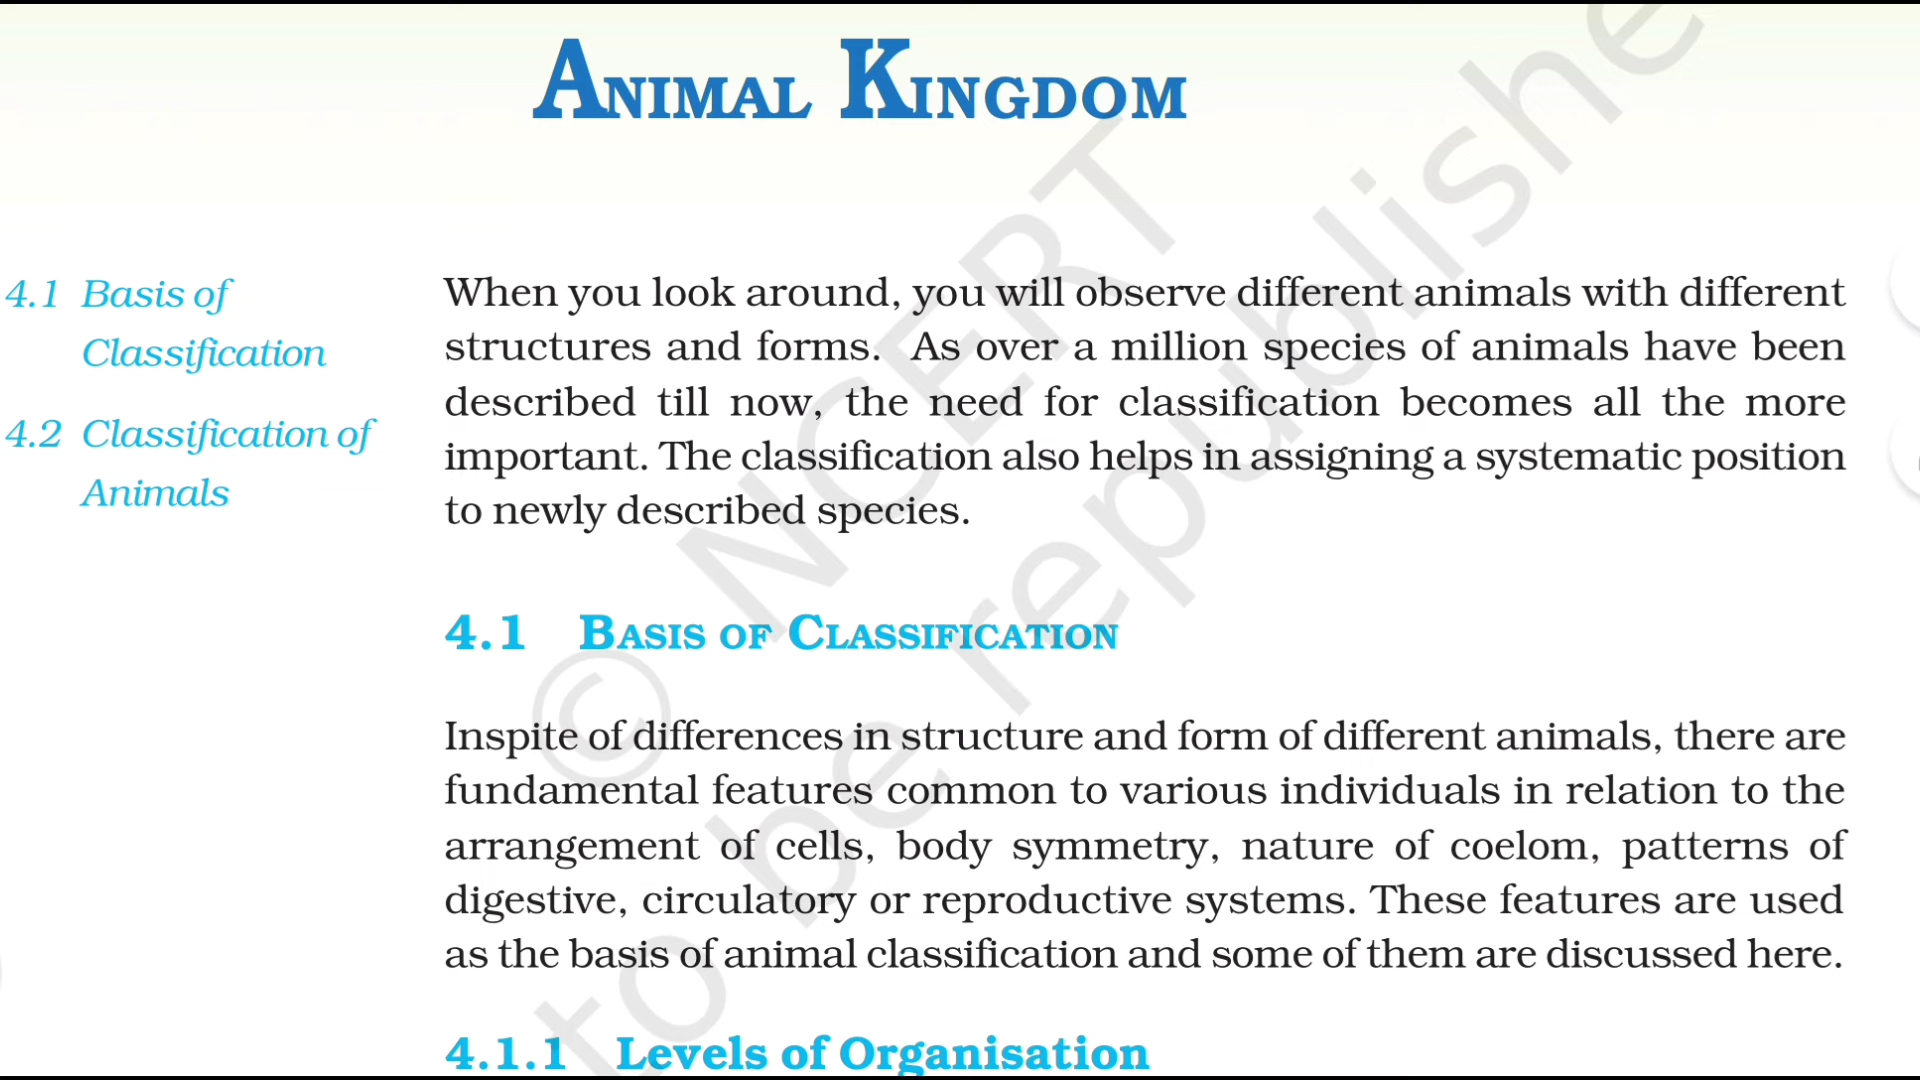 ANIMAL KINGDOM
4.1 Basis of
Classification
4.2 Classification of
Animals
When you look around, you will observe different animals with different
structures and forms. As over a million species of animals have been
described till now, the need for classification becomes all the more
important. The classification also helps in assigning a systematic position
to newly described species.
4.1 BASIS OF CLASSIFICATION
Inspite of differences in structure and form of different animals, there are
fundamental features common to various individuals in relation to the
arrangement of cells, body symmetry, nature of coelom, patterns of
digestive, circulatory or reproductive systems. These features are used
as the basis of animal classification and some of them are discussed here.
4.1.1 Levels of Organisation
© NCERT
to be republishe